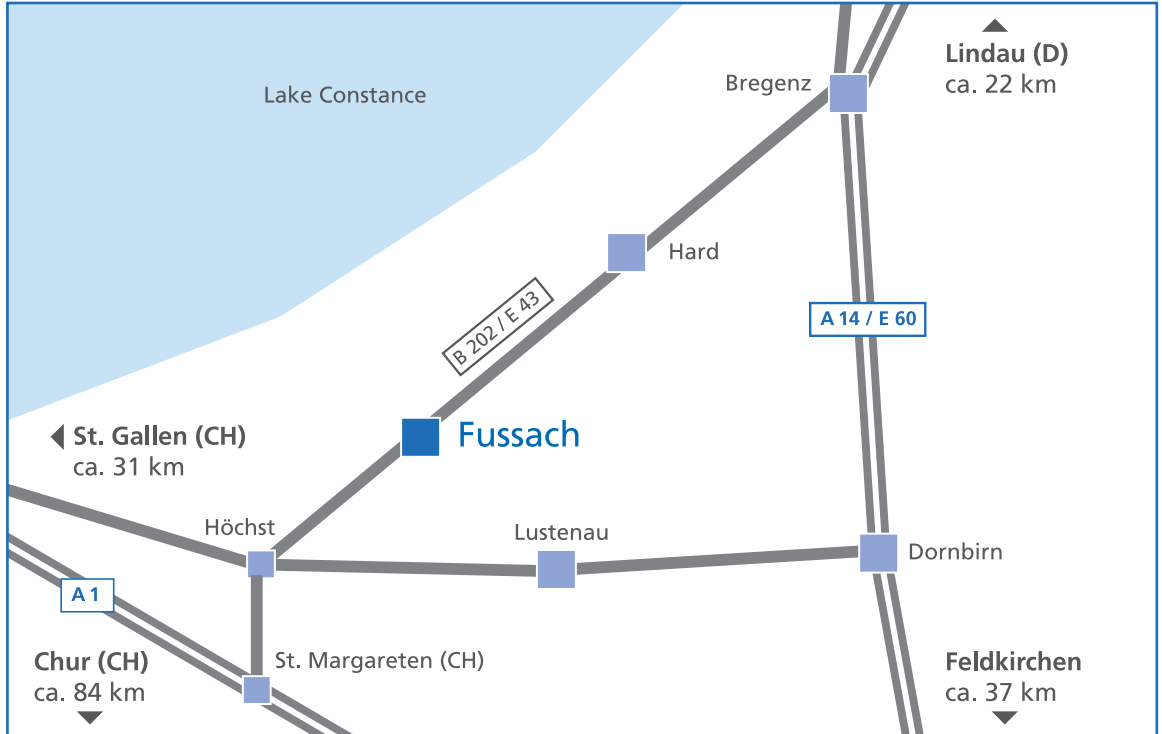 Lindau (D)
ca. 22 km
Bregenz
Lake Constance
Hard
B 202 / E 43
A 14 / E 60
Fussach
St. Gallen (CH)
ca. 31 km
Höchst
Lustenau
Dornbirn
A 1
Chur (CH)
ca. 84 km
St. Margareten (CH)
Feldkirchen
ca. 37 km